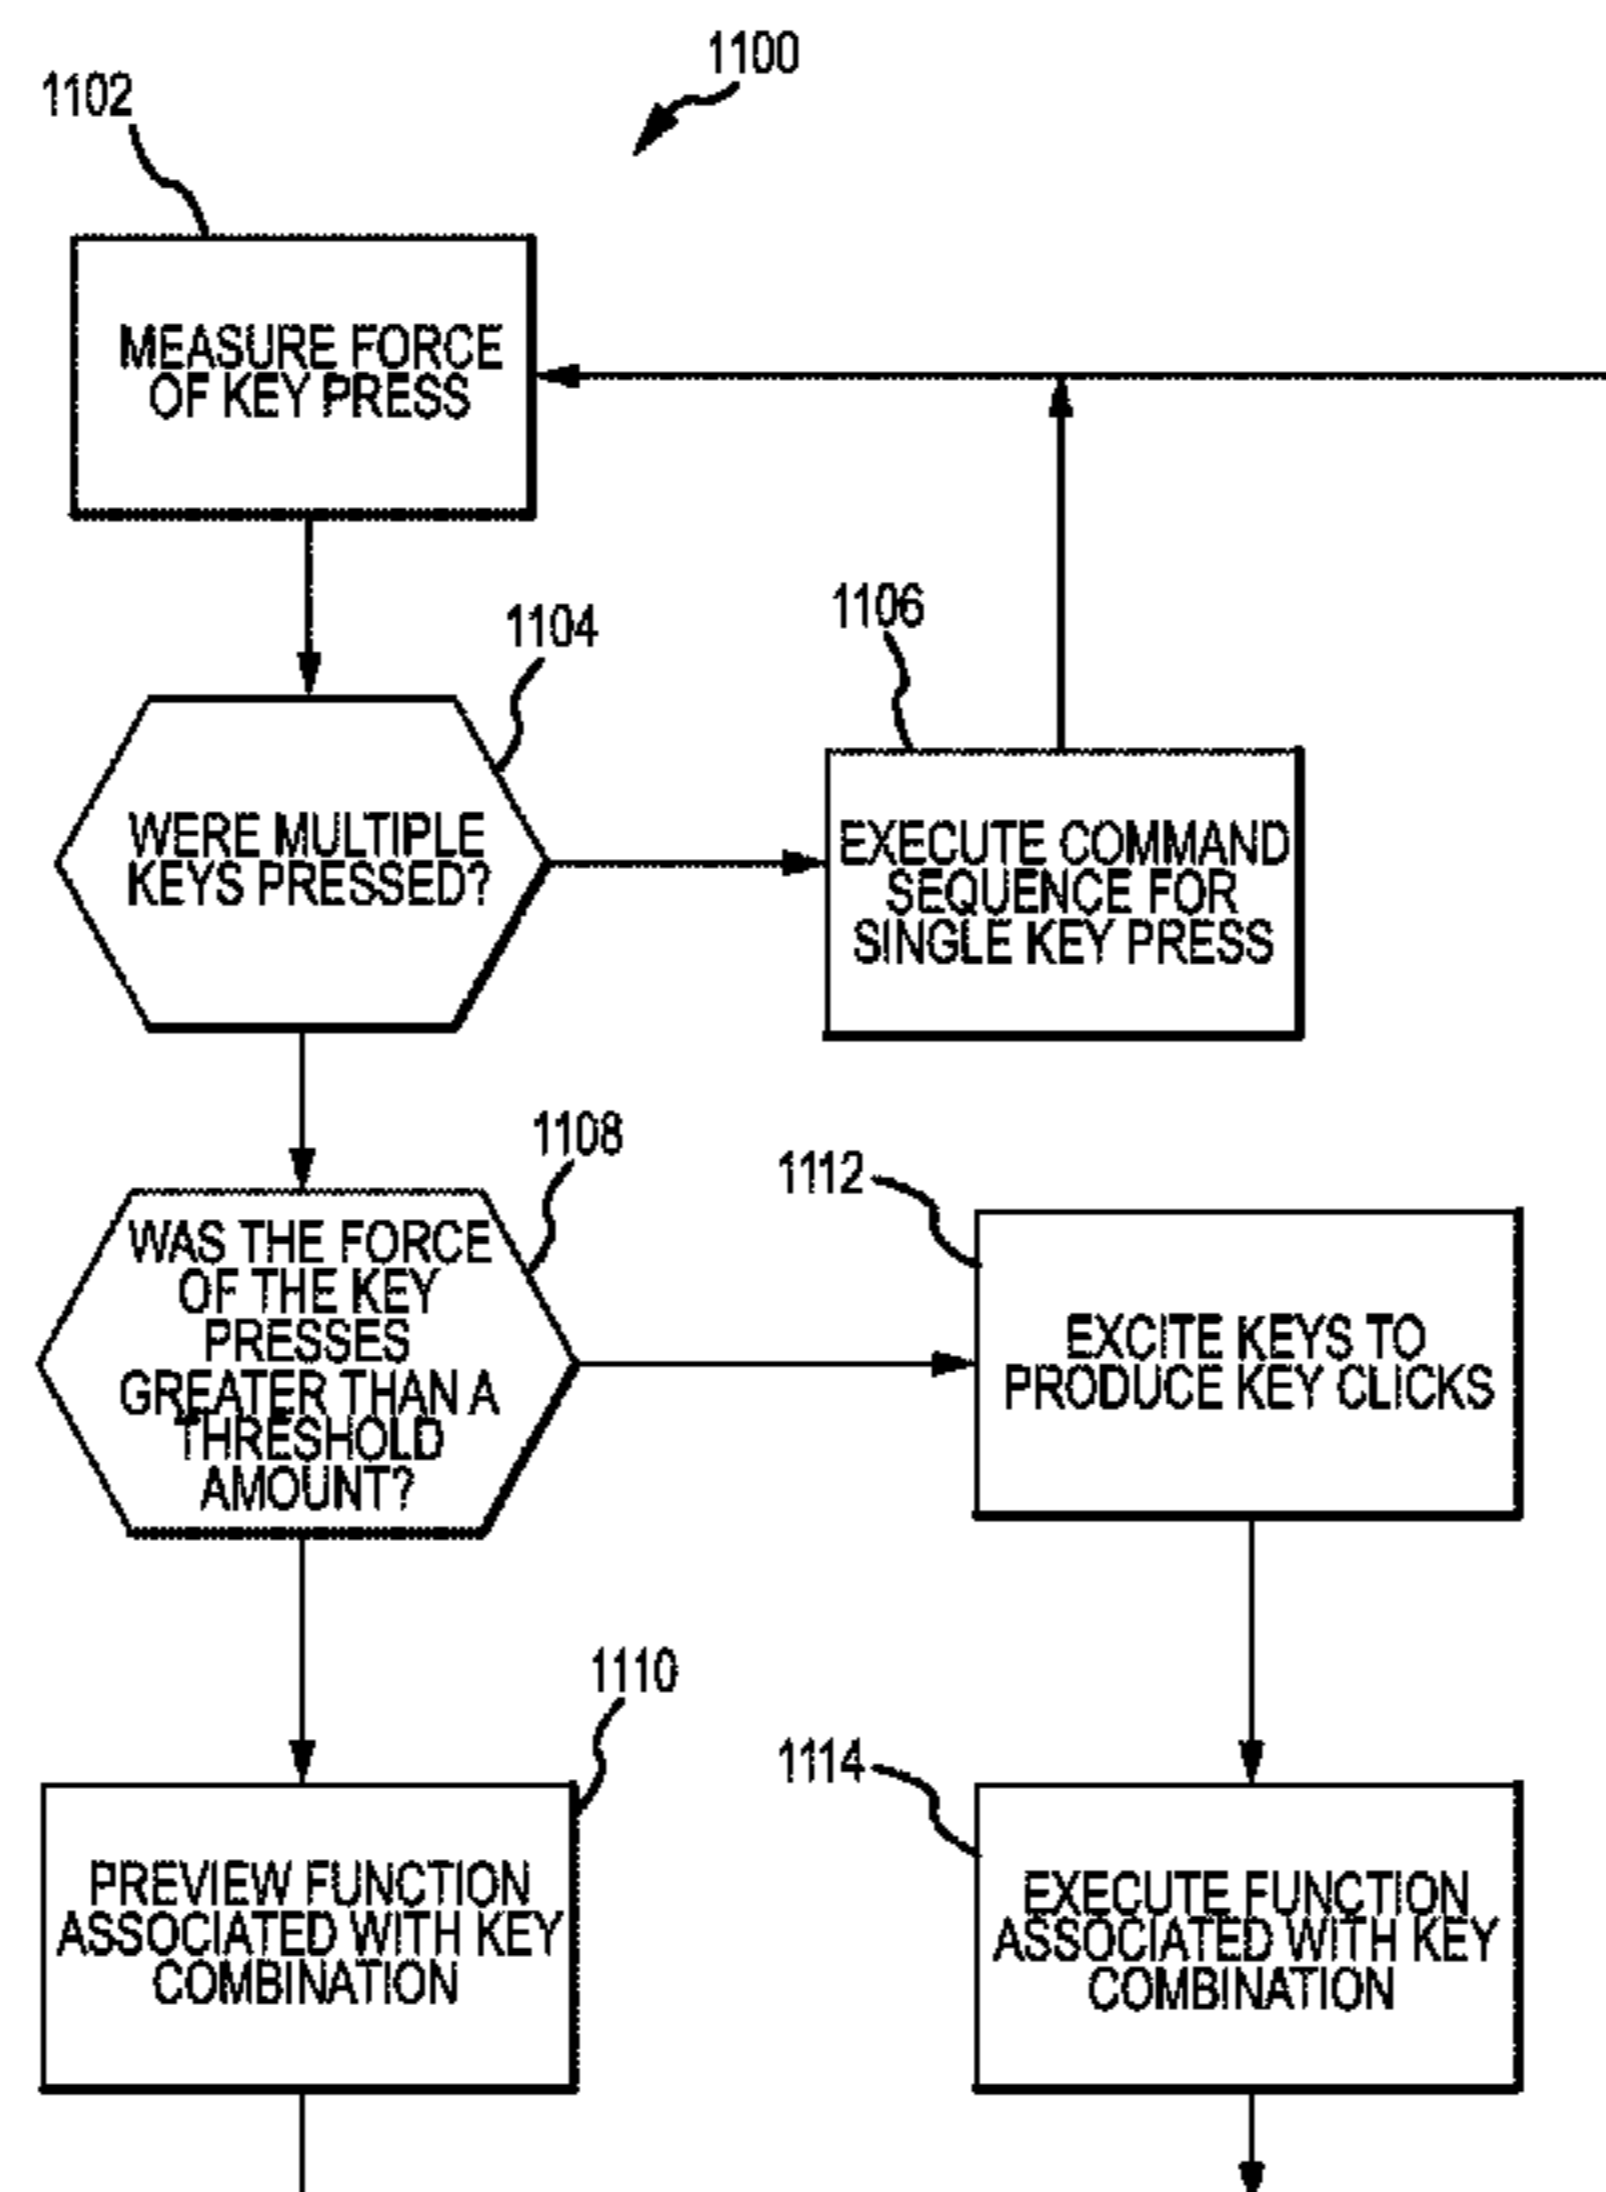 1100
1102
MEASURE FORCE
OF KEY PRESS
1104
WERE MULTIPLE
KEYS PRESSED?
1106
EXECUTE COMMAND
SEQUENCE FOR
SINGLE KEY PRESS
1108
WAS THE FORCE
OF THE KEY
PRESSES
GREATER THAN A
THRESHOLD
AMOUNT?
1112
EXCITE KEYS TO
PRODUCE KEY CLICKS
1110
PREVIEW FUNCTION
ASSOCIATED WITH KEY
COMBINATION
1114
EXECUTE FUNCTION
ASSOCIATED WITH KEY
COMBINATION